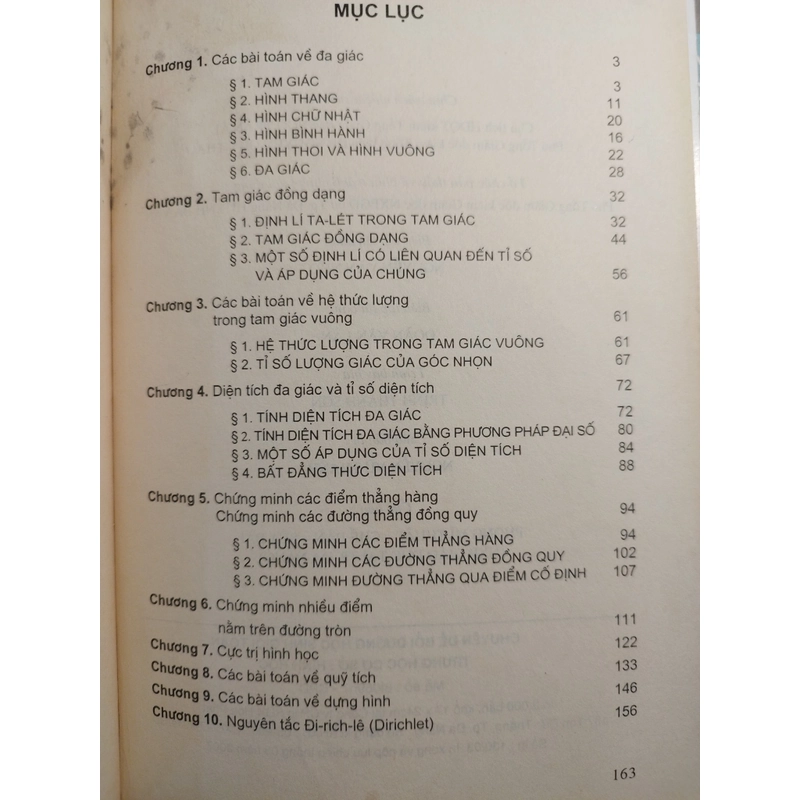 MỤC LỤC
Chương 1. Các bài toán về đa giác 3
§ 1. TAM GIÁC 3
§ 2. HÌNH THANG 11
§ 4. HÌNH CHỮ NHẬT 20
§ 3. HÌNH BÌNH HÀNH 16
§ 5. HÌNH THOI VÀ HÌNH VUÔNG 22
§ 6. ĐA GIÁC 28
Chương 2. Tam giác đồng dạng 32
§ 1. ĐỊNH LÍ TA-LÉT TRONG TAM GIÁC 32
§ 2. TAM GIÁC ĐỒNG DẠNG 44
§ 3. MỘT SỐ ĐỊNH LÍ CÓ LIÊN QUAN ĐẾN TỈ SỐ
VÀ ÁP DỤNG CỦA CHÚNG 56
Chương 3. Các bài toán về hệ thức lượng
trong tam giác vuông 61
§ 1. HỆ THỨC LƯỢNG TRONG TAM GIÁC VUÔNG 61
§ 2. TỈ SỐ LƯỢNG GIÁC CỦA GÓC NHỌN 67
Chương 4. Diện tích đa giác và tỉ số diện tích 72
§ 1. TÍNH DIỆN TÍCH ĐA GIÁC 72
§ 2. TÍNH DIỆN TÍCH ĐA GIÁC BẰNG PHƯƠNG PHÁP ĐẠI SỐ 80
§ 3. MỘT SỐ ÁP DỤNG CỦA TỈ SỐ DIỆN TÍCH 84
§ 4. BẤT ĐẲNG THỨC DIỆN TÍCH 88
Chương 5. Chứng minh các điểm thẳng hàng
Chứng minh các đường thẳng đồng quy 94
§ 1. CHỨNG MINH CÁC ĐIỂM THẲNG HÀNG 94
§ 2. CHỨNG MINH CÁC ĐƯỜNG THẲNG ĐỒNG QUY 102
§ 3. CHỨNG MINH ĐƯỜNG THẲNG QUA ĐIỂM CỐ ĐỊNH 107
Chương 6. Chứng minh nhiều điểm
nằm trên đường tròn 111
Chương 7. Cực trị hình học 122
Chương 8. Các bài toán về quỹ tích 133
Chương 9. Các bài toán về dựng hình 146
Chương 10. Nguyên tắc Đi-rich-lê (Dirichlet) 156
163